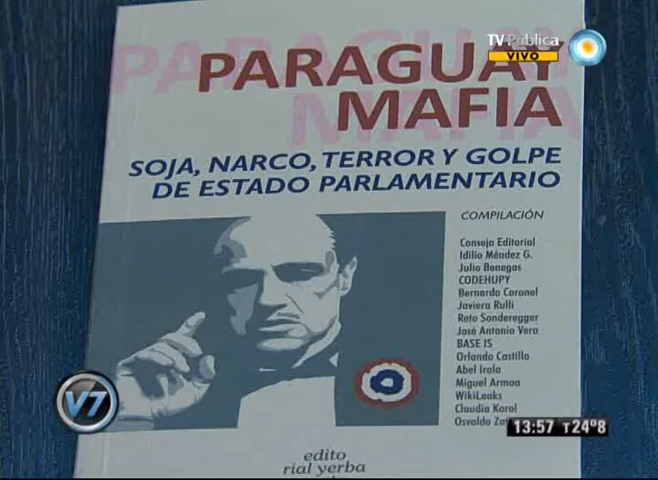 TV Pública
VIVO
PARAGUAY
MAFIA
SOJA, NARCO, TERROR Y GOLPE
DE ESTADO PARLAMENTARIO
COMPILACIÓN
Consejo Editorial
Idilio Méndez G.
Julio Benegas
CODEHUPY
Bernardo Coronel
Javiera Rulli
Reto Sonderegger
José Antonio Vera
BASE IS
Orlando Castillo
Abel Irala
Miguel Armoa
WikiLeaks
Claudia Korol
Osvaldo
V7
13:57 T24º8
edito
rial yerba